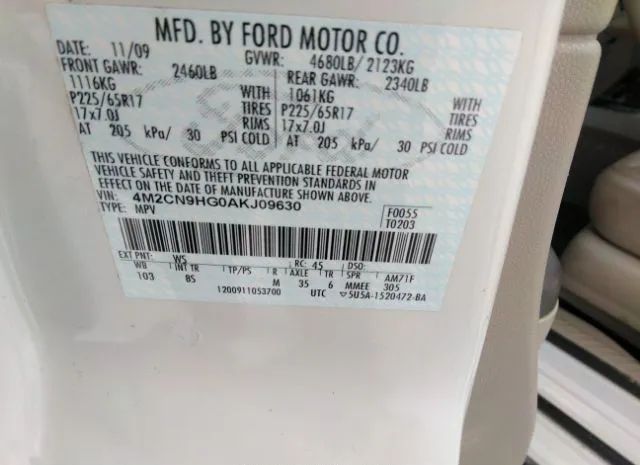 MFD. BY FORD MOTOR CO.
DATE: 11/09 GVWR: 4680LB/ 2123KG
FRONT GAWR: 2460LB REAR GAWR: 2340LB
1116KG WITH 1061KG WITH
P225/65R17 TIRES P225/65R17 TIRES
17x7.0J RIMS 17x7.0J RIMS
AT 205 kPa/ 30 PSI COLD AT 205 kPa/ 30 PSI COLD
THIS VEHICLE CONFORMS TO ALL APPLICABLE FEDERAL MOTOR
VEHICLE SAFETY AND THEFT PREVENTION STANDARDS IN
EFFECT ON THE DATE OF MANUFACTURE SHOWN ABOVE.
VIN: 4M2CN9HG0AKJ09630 F0055
TYPE: MPV T0203
EXT PNT: WS RC: 45 DSO:
WB INT TR TP/PS R AXLE TR SPR AM71F
103 8S M 35 6 MMEE 305
1200911053700 UTC 5U5A-1520472-BA